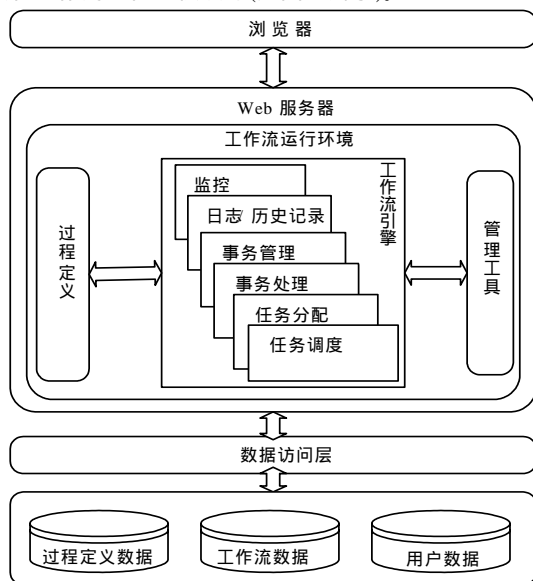 浏览器
Web 服务器
工作流运行环境
过程定义
监控
日志 历史记录
事务管理
事务处理
任务分配
任务调度
工作流引擎
管理工具
数据访问层
过程定义数据
工作流数据
用户数据